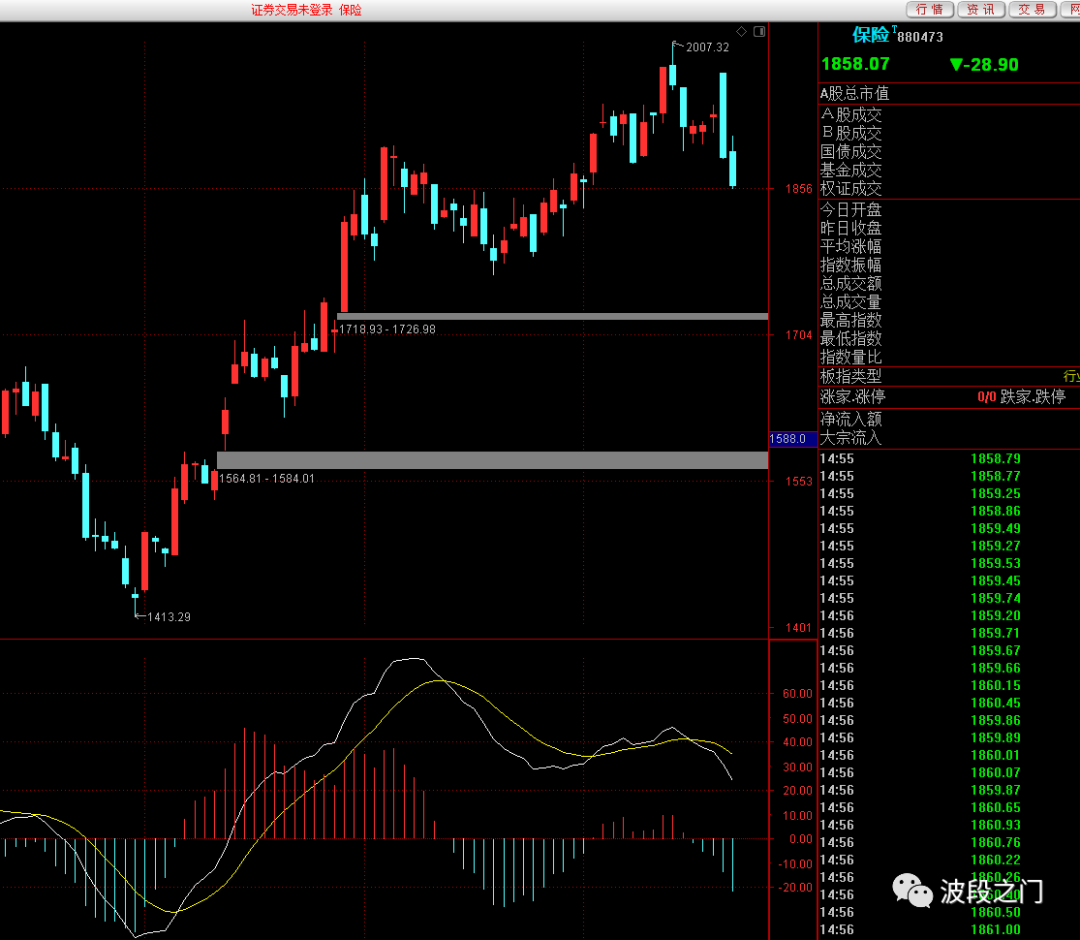 证券交易未登录 保险
行情 资讯 交易 网
2007.32
1856
1718.93 - 1726.98
1704
1588.0
1564.81 - 1584.01
1553
1413.29
1401
60.00
50.00
40.00
30.00
20.00
10.00
0.00
-10.00
-20.00
保险 T 880473
1858.07 ▼-28.90
A股总市值
A股成交
B股成交
国债成交
基金成交
权证成交
今日开盘
昨日收盘
平均涨幅
指数振幅
总成交额
总成交量
最高指数
最低指数
指数量比
板指类型 行业
涨家.涨停 0/0 跌家.跌停
净流入额
大宗流入
14:55 1858.79
14:55 1858.77
14:55 1859.25
14:55 1858.86
14:55 1859.49
14:55 1859.27
14:55 1859.53
14:55 1859.45
14:55 1859.74
14:56 1859.20
14:56 1859.71
14:56 1859.67
14:56 1859.66
14:56 1860.15
14:56 1860.45
14:56 1859.86
14:56 1859.89
14:56 1860.01
14:56 1860.07
14:56 1859.87
14:56 1860.65
14:56 1860.93
14:56 1860.76
14:56 1860.22
14:56 1860.26
14:56
14:56 1860.50
14:56 1861.00
波段之门